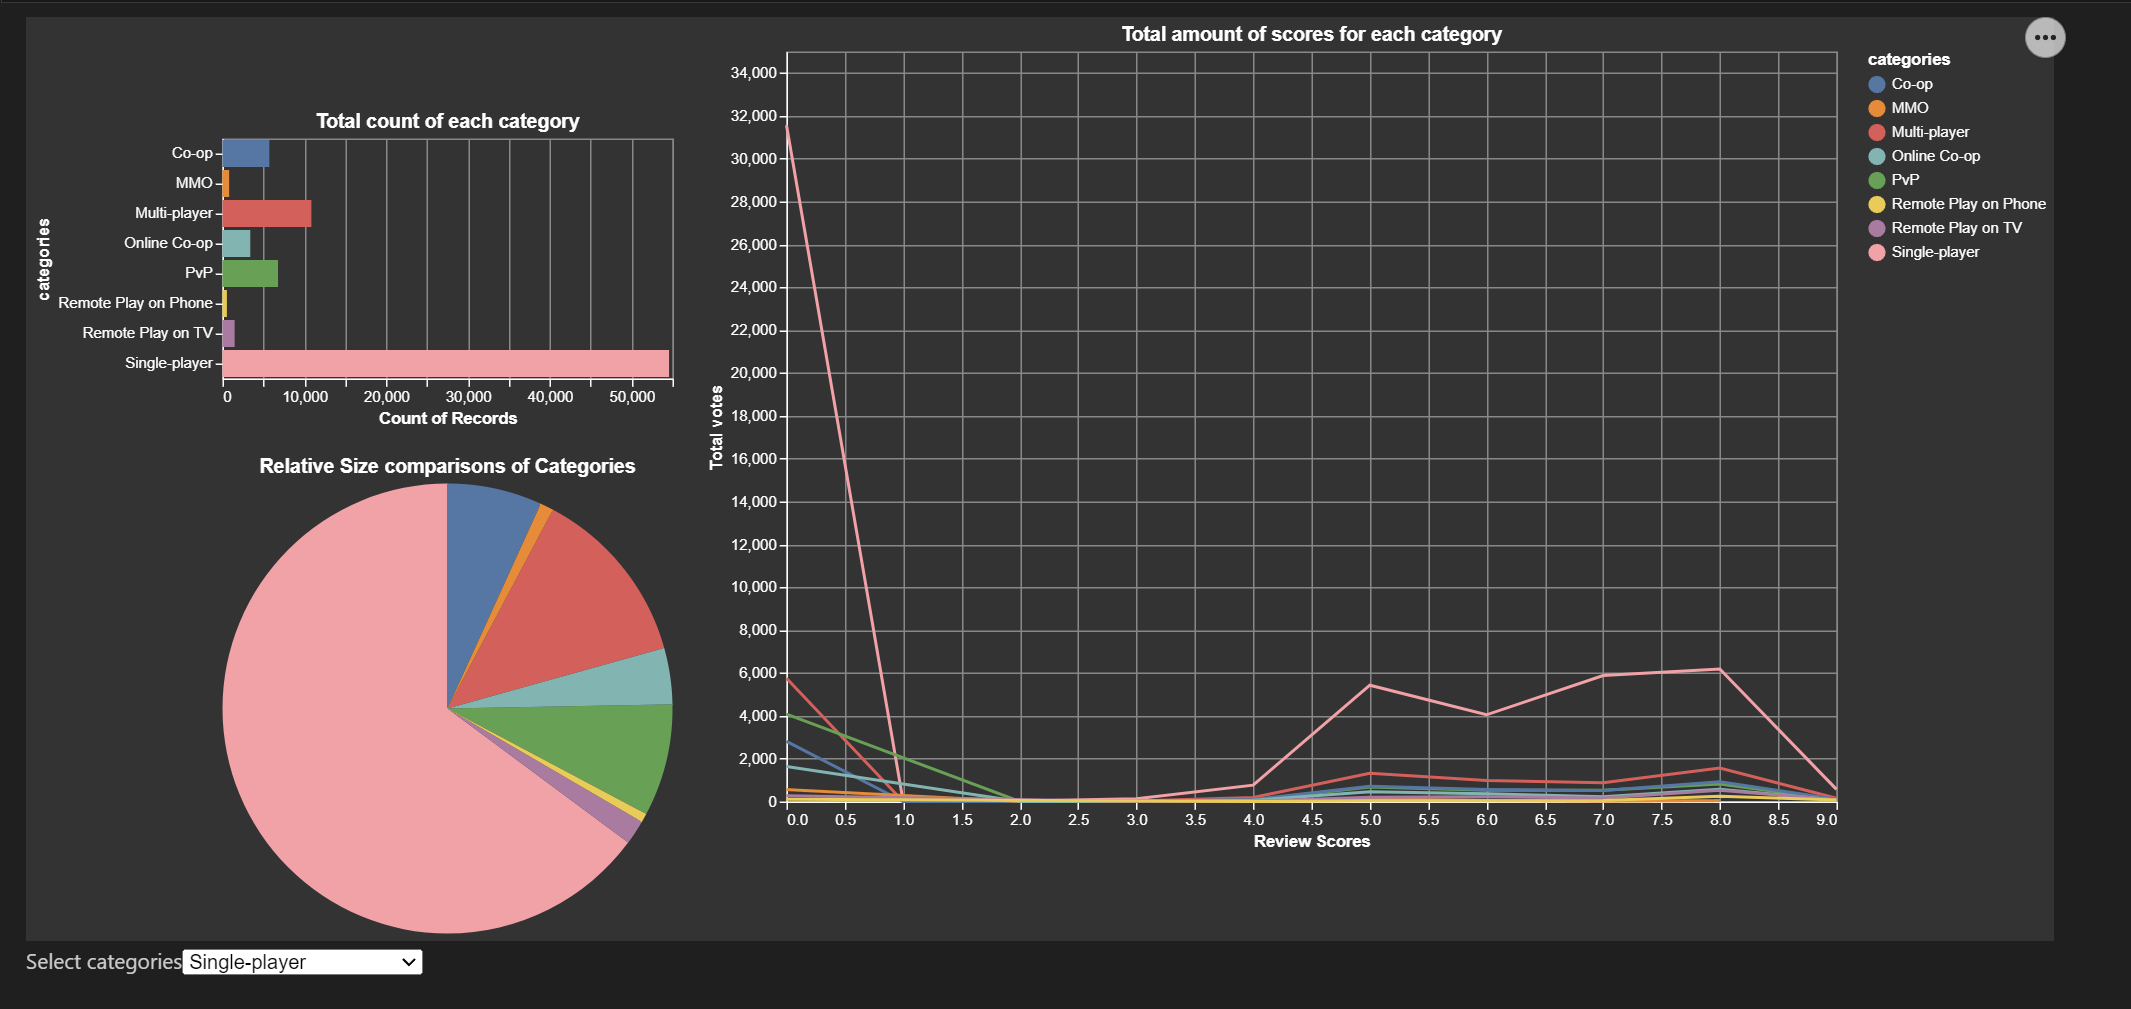 Total count of each category
categories
Co-op
MMO
Multi-player
Online Co-op
PvP
Remote Play on Phone
Remote Play on TV
Single-player
0 10,000 20,000 30,000 40,000 50,000
Count of Records
Relative Size comparisons of Categories
Total amount of scores for each category
Total votes
34,000
32,000
30,000
28,000
26,000
24,000
22,000
20,000
18,000
16,000
14,000
12,000
10,000
8,000
6,000
4,000
2,000
0
0.0 0.5 1.0 1.5 2.0 2.5 3.0 3.5 4.0 4.5 5.0 5.5 6.0 6.5 7.0 7.5 8.0 8.5 9.0
Review Scores
categories
Co-op
MMO
Multi-player
Online Co-op
PvP
Remote Play on Phone
Remote Play on TV
Single-player
Select categories Single-player